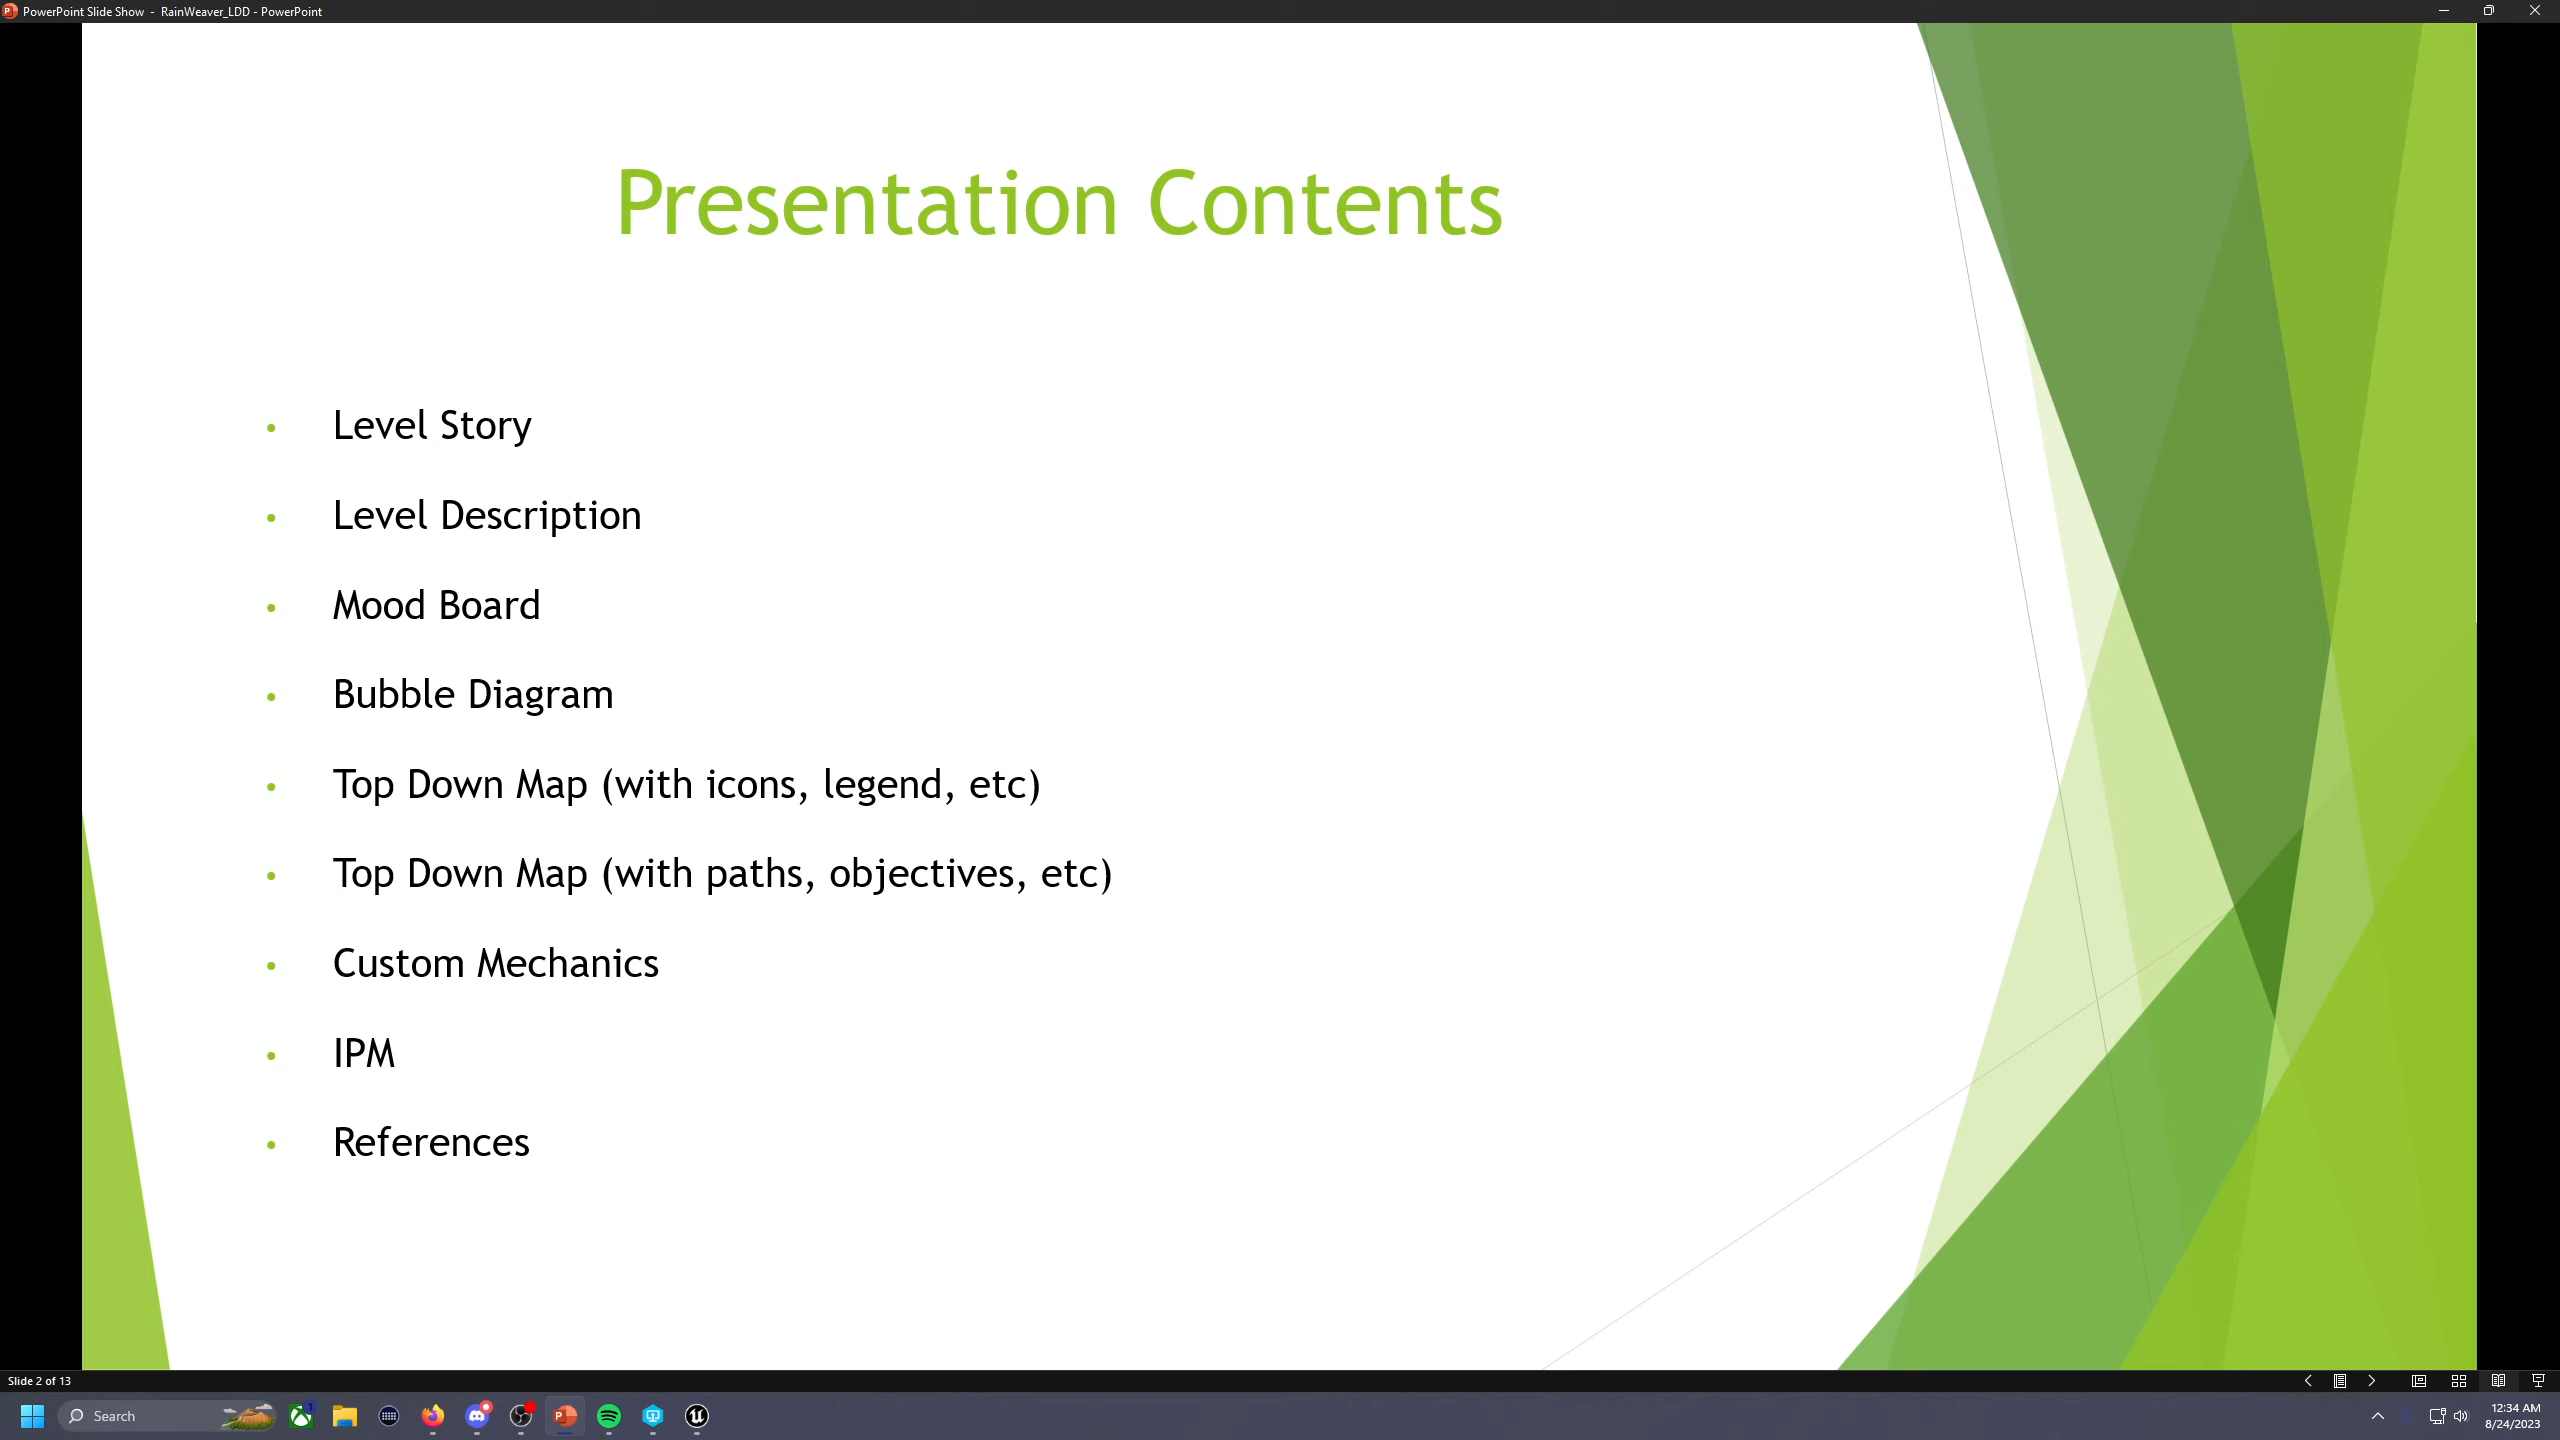 PowerPoint Slide Show - RainWeaver_LDD - PowerPoint
Presentation Contents
• Level Story
• Level Description
• Mood Board
• Bubble Diagram
• Top Down Map (with icons, legend, etc)
• Top Down Map (with paths, objectives, etc)
• Custom Mechanics
• IPM
• References
Slide 2 of 13
Search
1
12:34 AM
8/24/2023